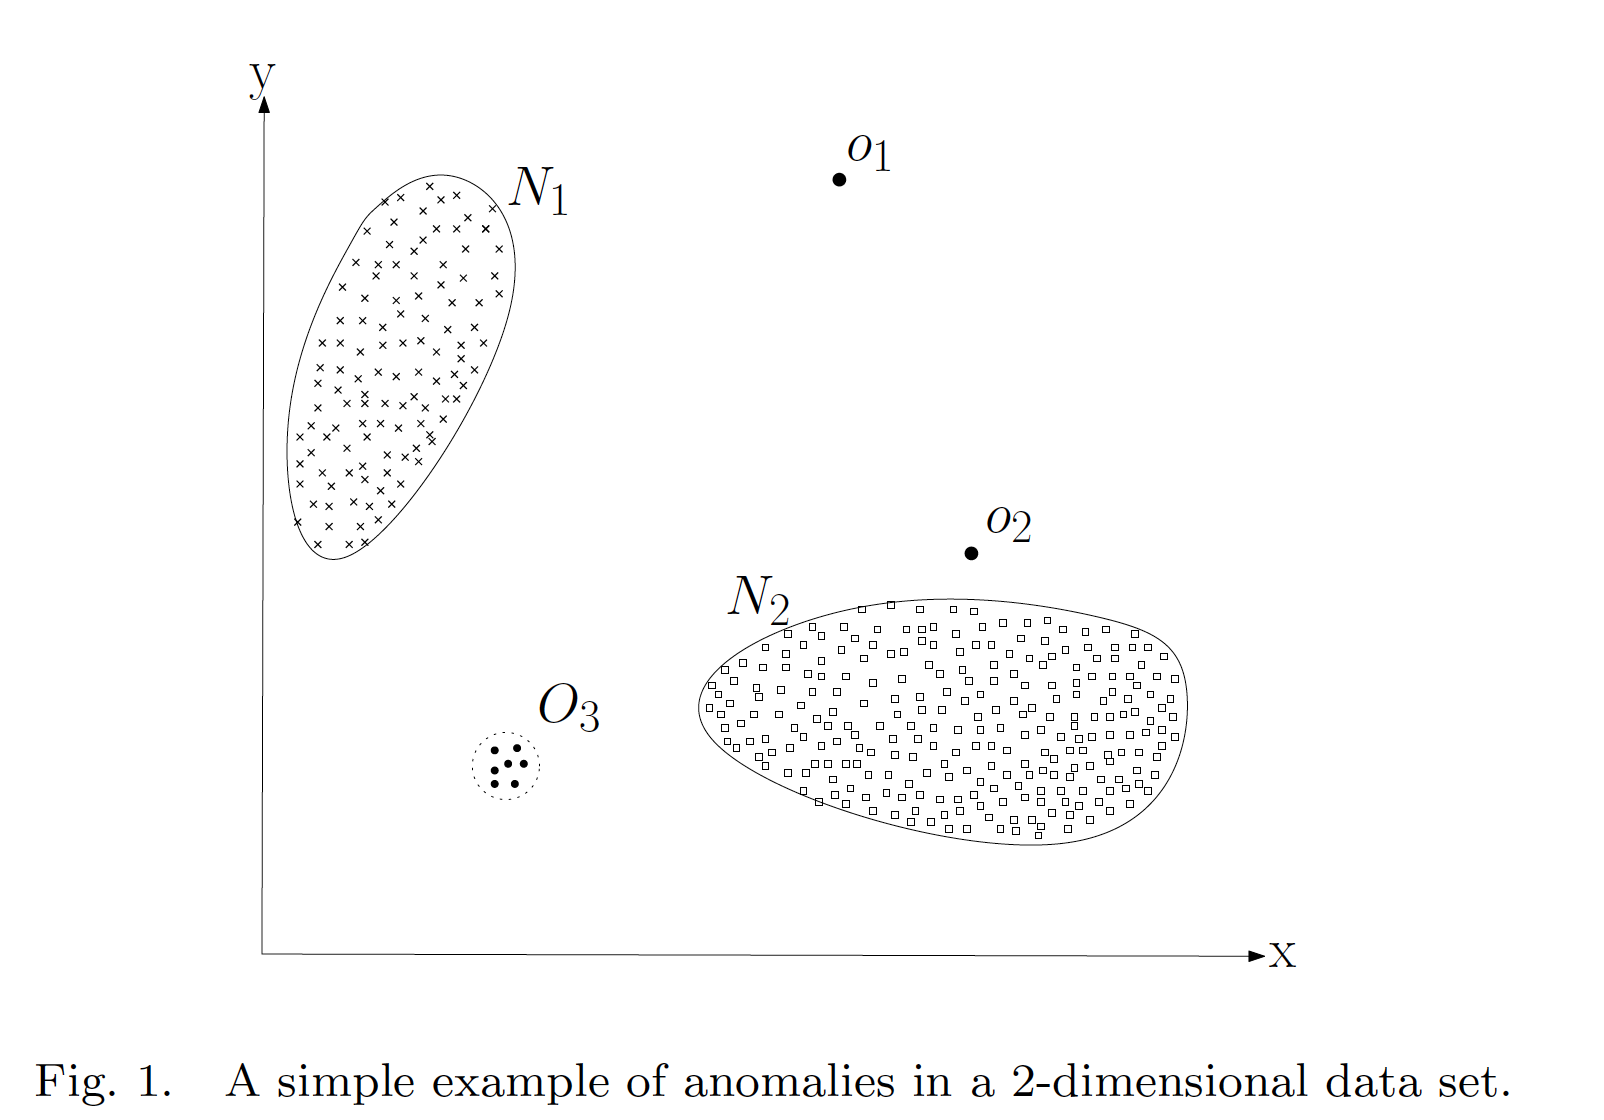 y
o1
N1
o2
N2
O3
x
Fig. 1. A simple example of anomalies in a 2-dimensional data set.